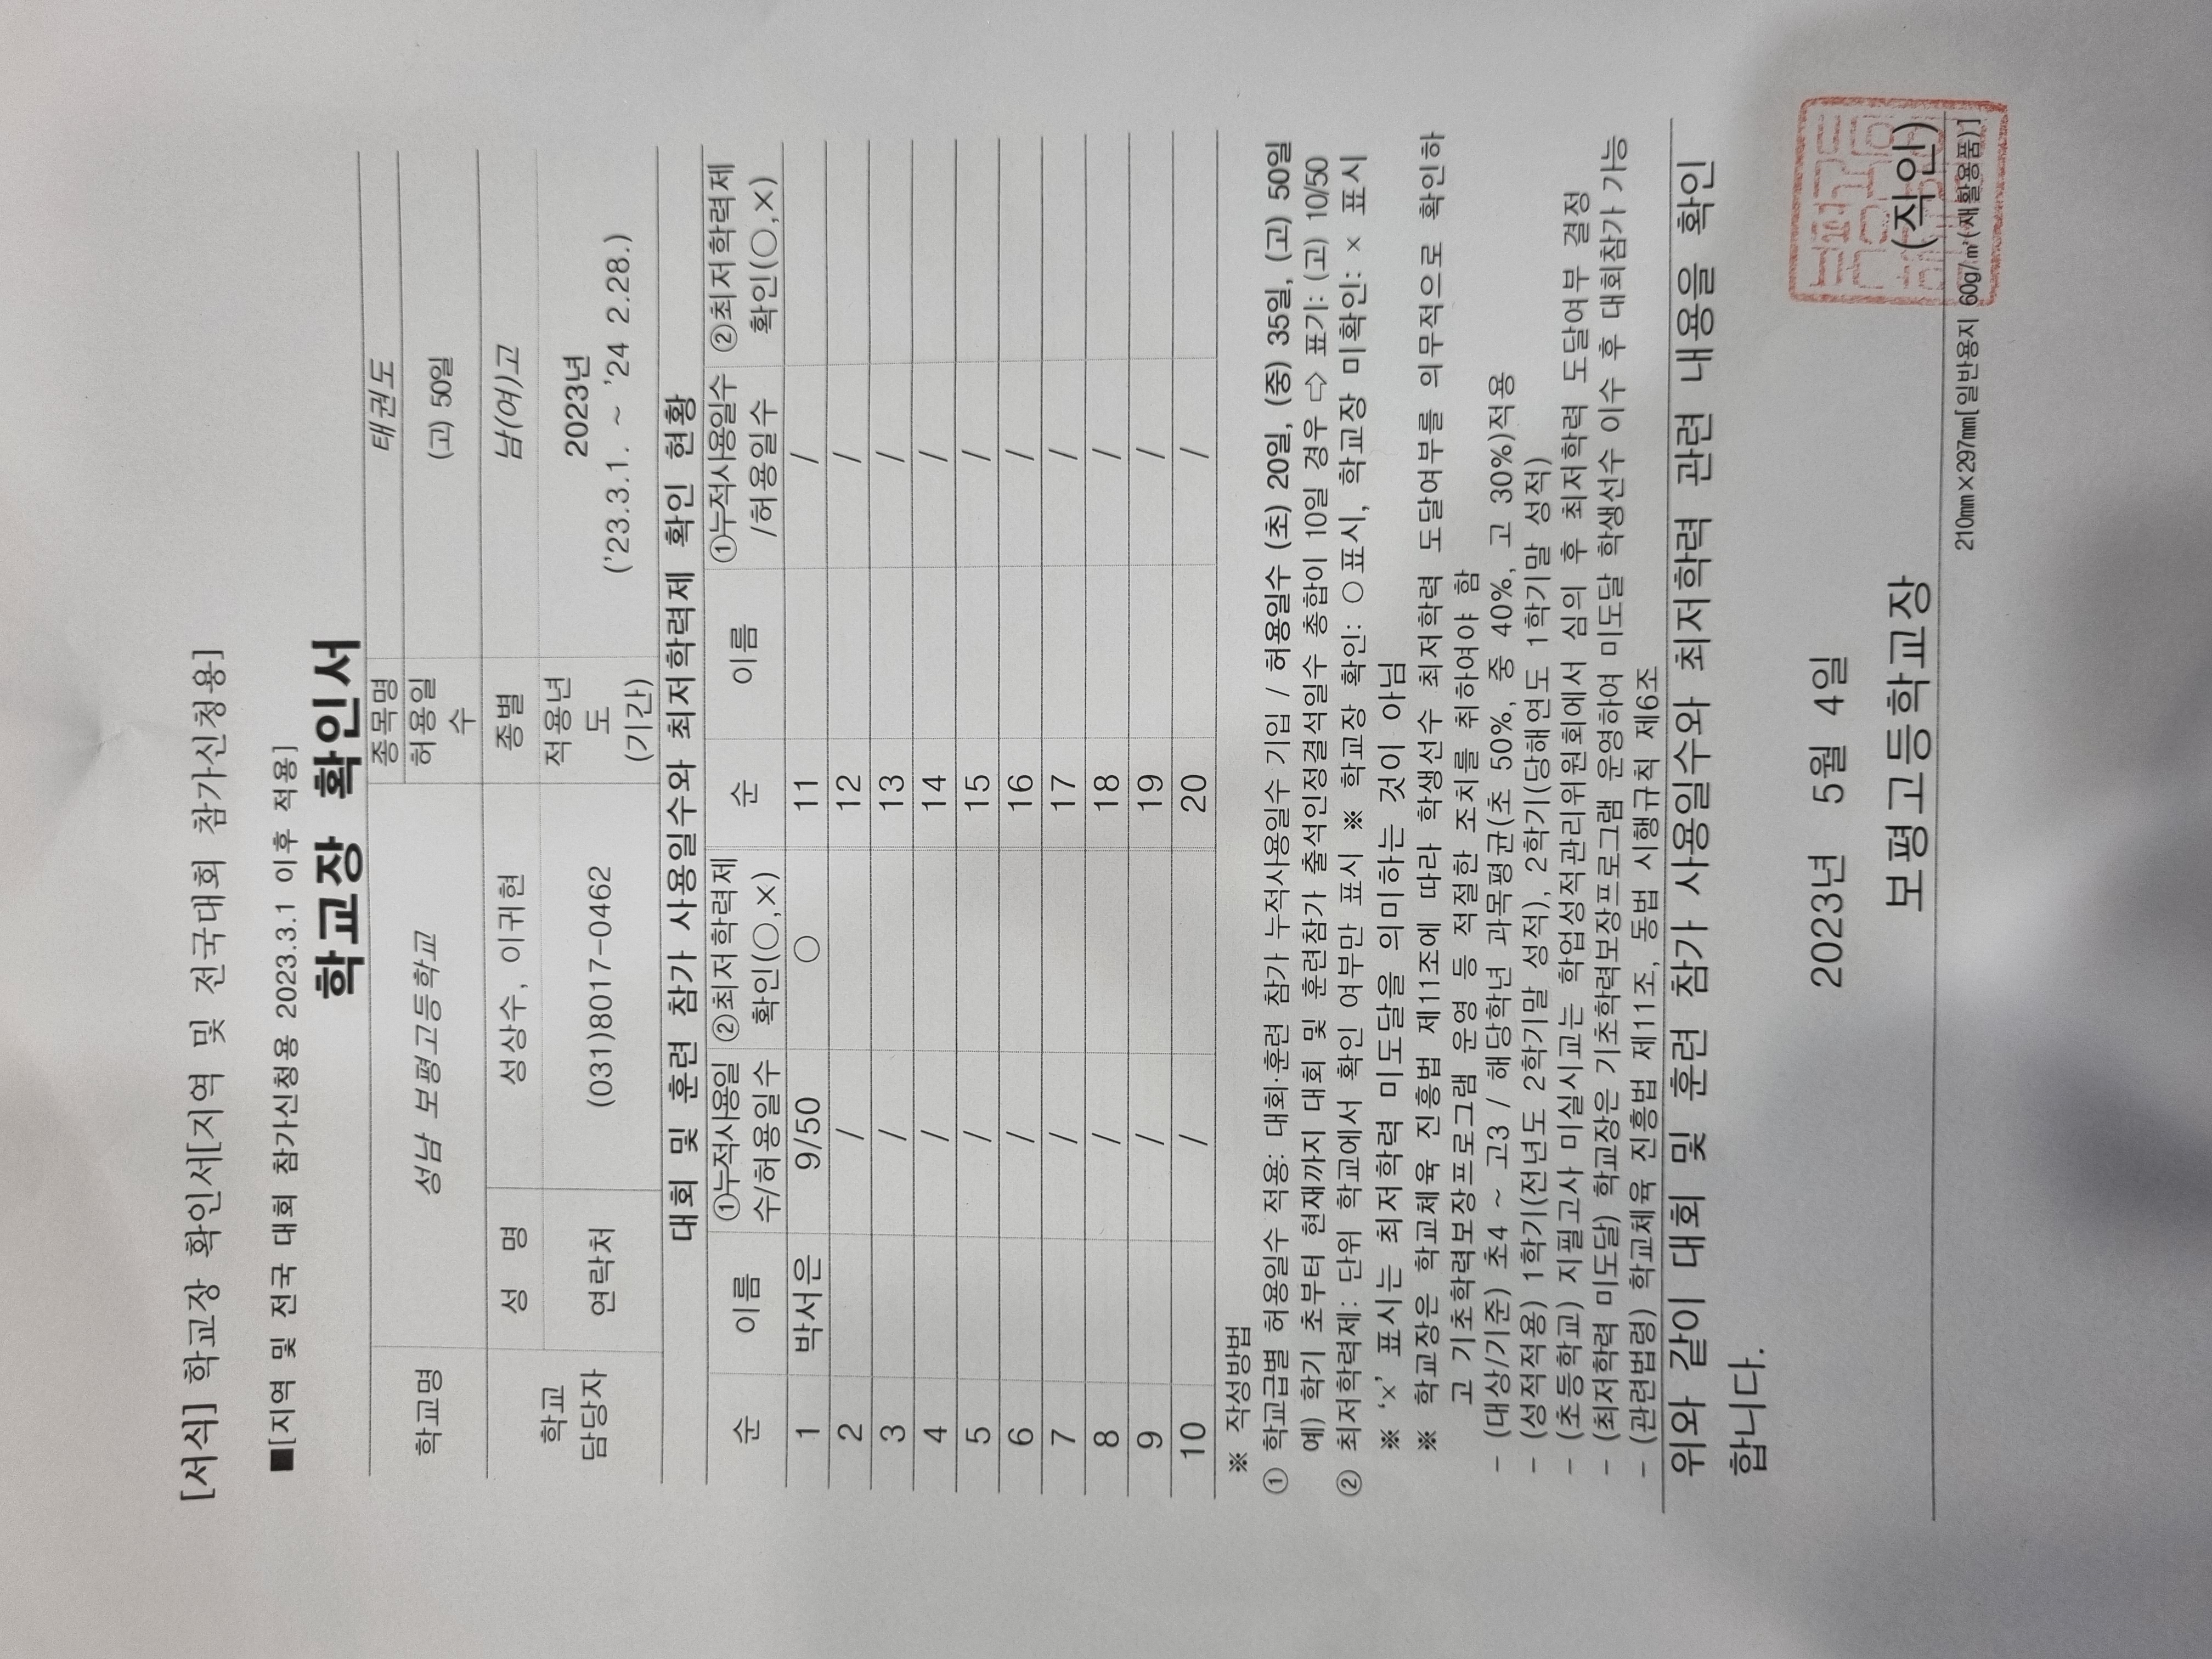 [서식] 학교장 확인서[지역 및 전국대회 참가신청용]
■[지역 및 전국 대회 참가신청용 2023.3.1 이후 적용]
학교장 확인서
학교명 성남 보평고등학교 종목명 태권도
허용일수 (고) 50일
학교 담당자 성 명 성상수, 이귀현 종별 남(여)고
연락처 (031)8017-0462 적용년도 (기간) 2023년 ('23.3.1. ~ '24 2.28.)
대회 및 훈련 참가 사용일수와 최저학력제 확인 현황
순 이름 ①누적사용일수/허용일수 ②최저학력제 확인(○,×) 순 이름 ①누적사용일수/허용일수 ②최저학력제 확인(○,×)
1 박서은 9/50 ○ 11 /
2 / 12 /
3 / 13 /
4 / 14 /
5 / 15 /
6 / 16 /
7 / 17 /
8 / 18 /
9 / 19 /
10 / 20 /
※ 작성방법
① 학교급별 허용일수 적용: 대회·훈련 참가 누적사용일수 기입 / 허용일수 (초) 20일, (중) 35일, (고) 50일
예) 학기 초부터 현재까지 대회 및 훈련참가 출석인정결석일수 총합이 10일 경우 ⇨ 표기: (고) 10/50
② 최저학력제: 단위 학교에서 확인 여부만 표시 ※ 학교장 확인: ○표시, 학교장 미확인: × 표시
※ '×' 표시는 최저학력 미도달을 의미하는 것이 아님
※ 학교장은 학교체육 진흥법 제11조에 따라 학생선수 최저학력 도달여부를 의무적으로 확인하
고 기초학력보장프로그램 운영 등 적절한 조치를 취하여야 함
- (대상/기준) 초4 ~ 고3 / 해당학년 과목평균(초 50%, 중 40%, 고 30%)적용
- (성적적용) 1학기(전년도 2학기말 성적), 2학기(당해연도 1학기말 성적)
- (초등학교) 지필고사 미실시교는 학업성적관리위원회에서 심의 후 최저학력 도달여부 결정
- (최저학력 미도달) 학교장은 기초학력보장프로그램 운영하여 미도달 학생선수 이수 후 대회참가 가능
- (관련법령) 학교체육 진흥법 제11조, 동법 시행규칙 제6조
위와 같이 대회 및 훈련 참가 사용일수와 최저학력 관련 내용을 확인
합니다.
2023년 5월 4일
보평고등학교장 (직인)
210㎜×297㎜[일반용지 60g/㎡(재활용품)]